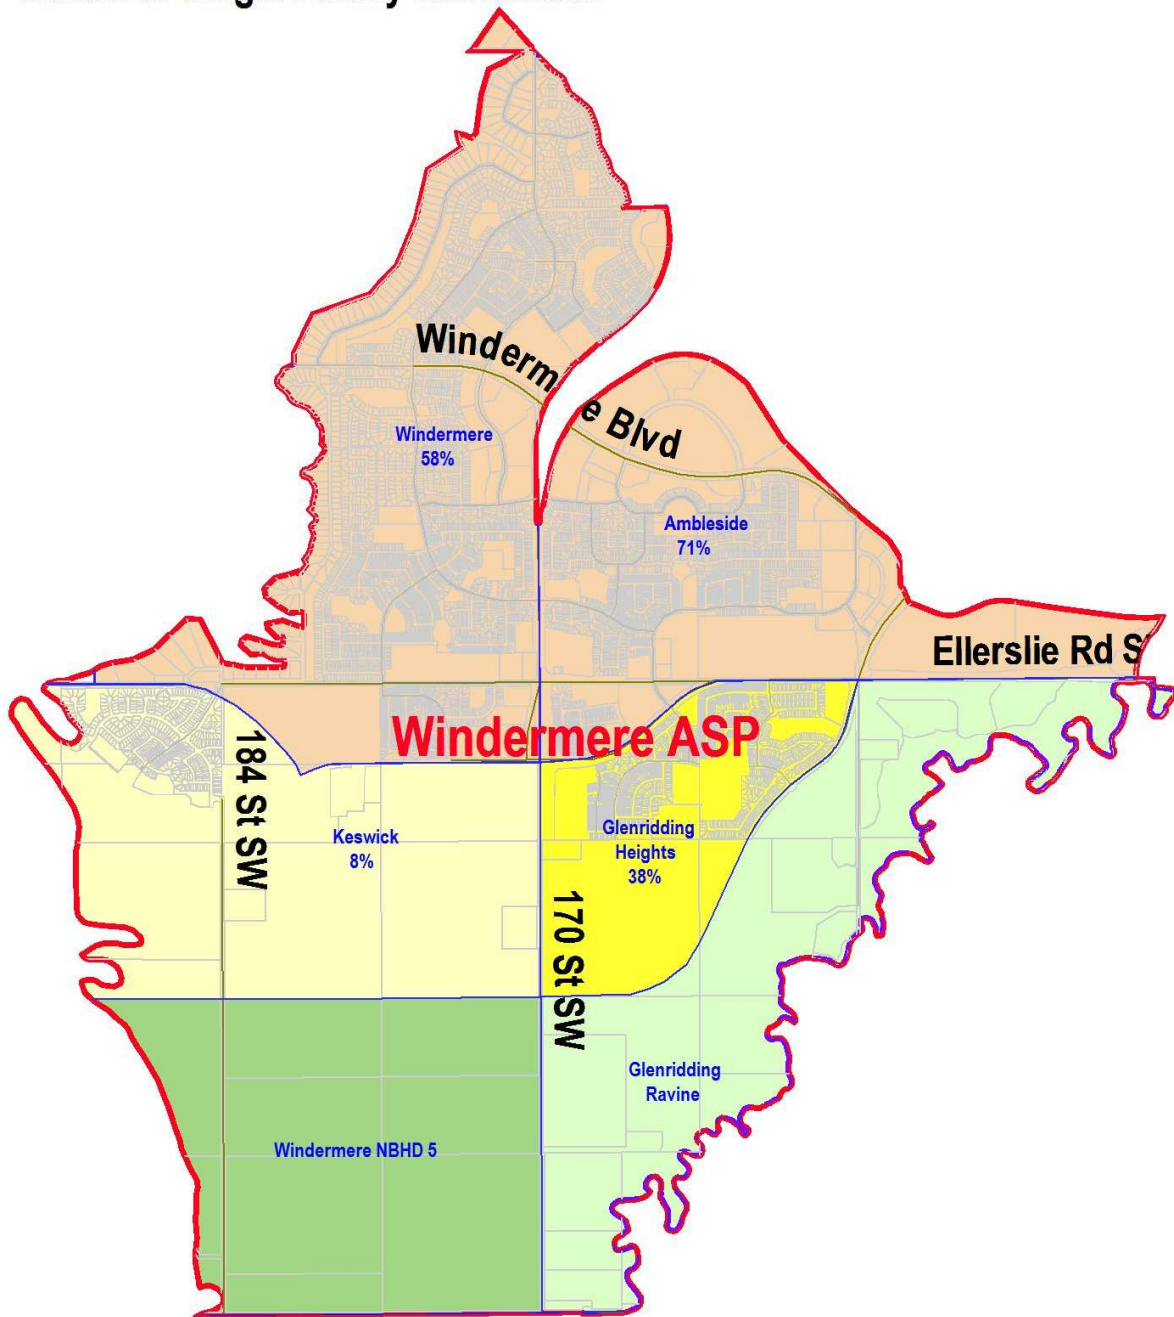 Winderm
e Blvd
Windermere
58%
Ambleside
71%
Ellerslie Rd S
Windermere ASP
184 St SW
Keswick
8%
Glenridding
Heights
38%
170 St SW
Glenridding
Ravine
Windermere NBHD 5